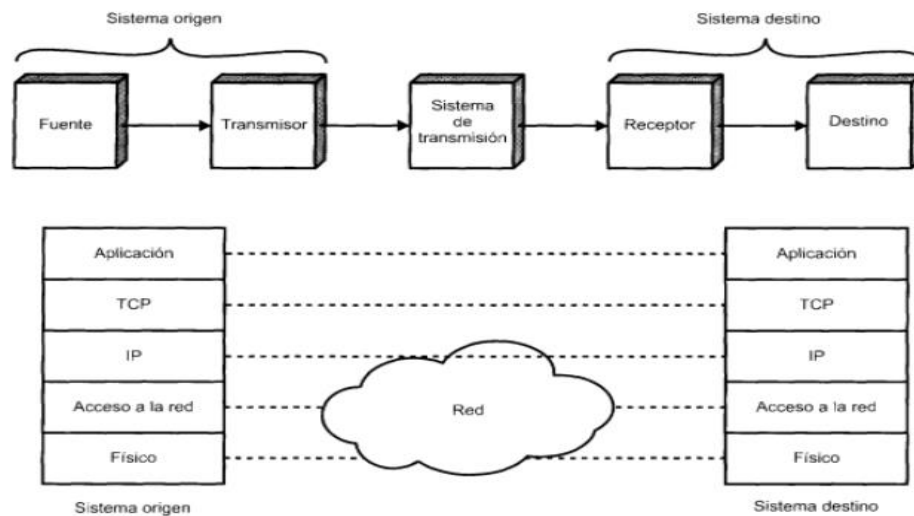 Sistema origen
Sistema destino
Fuente
Transmisor
Sistema
de
transmisión
Receptor
Destino
Aplicación
Aplicación
TCP
TCP
IP
IP
Acceso a la red
Red
Acceso a la red
Físico
Físico
Sistema origen
Sistema destino